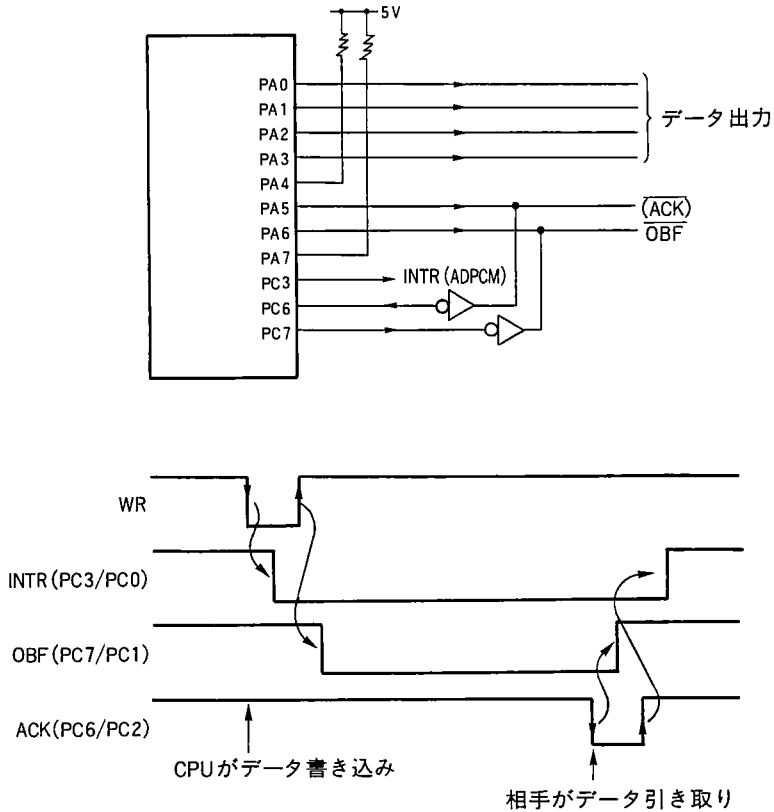 5V
PA0
PA1
PA2
PA3
データ出力
PA4
PA5
(ACK)
PA6
OBF
PA7
PC3
INTR(ADPCM)
PC6
PC7
WR
INTR(PC3/PC0)
OBF(PC7/PC1)
ACK(PC6/PC2)
CPUがデータ書き込み
相手がデータ引き取り